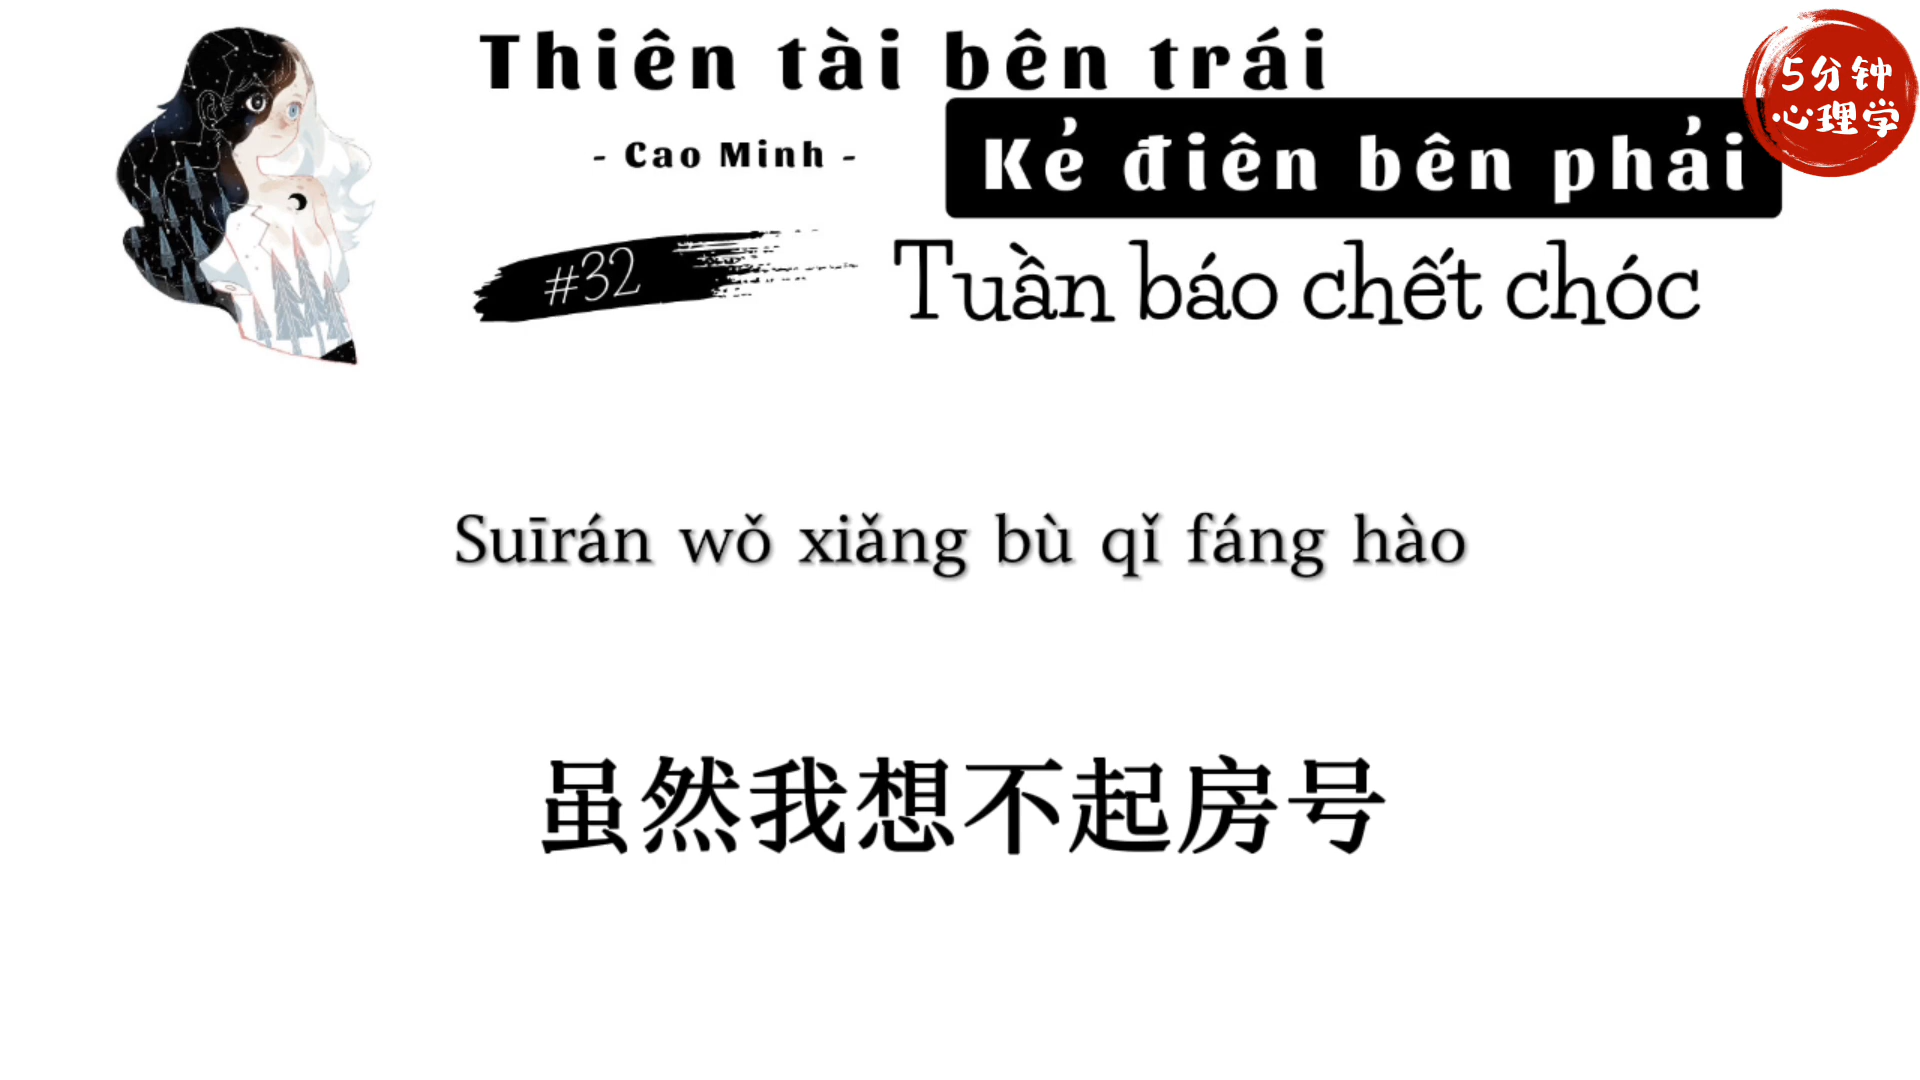 Thiên tài bên trái
- Cao Minh -
Kẻ điên bên phải
5分钟
心理学
#32
Tuần báo chết chóc
Suīrán wǒ xiǎng bù qǐ fáng hào
虽然我想不起房号